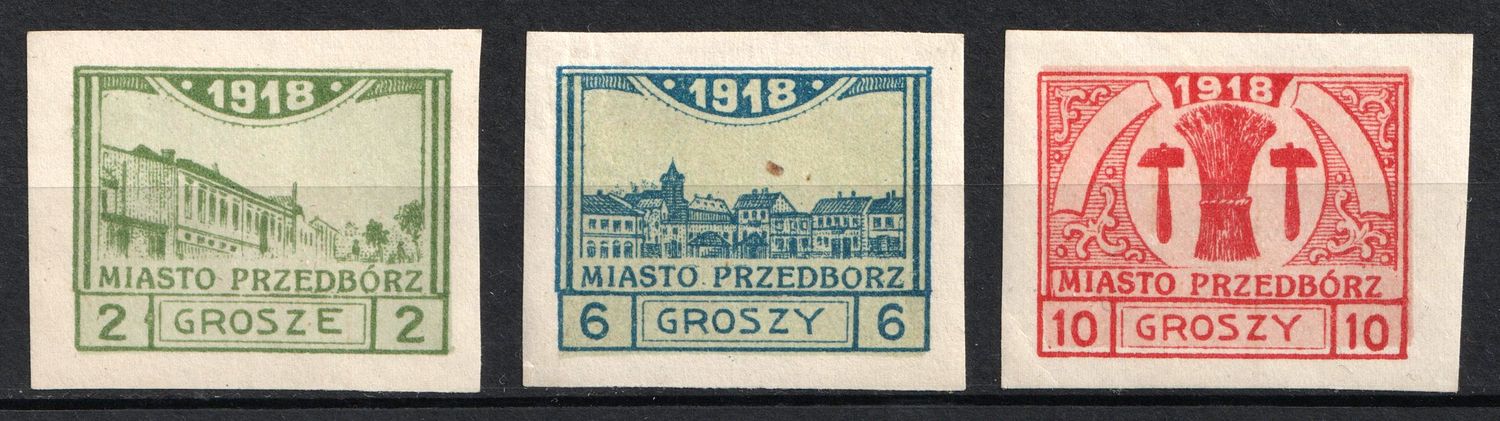 1918
MIASTO PRZEDBÓRZ
2 GROSZE 2
1918
MIASTO PRZEDBORZ
6 GROSZY 6
1918
MIASTO PRZEDBÓRZ
10 GROSZY 10